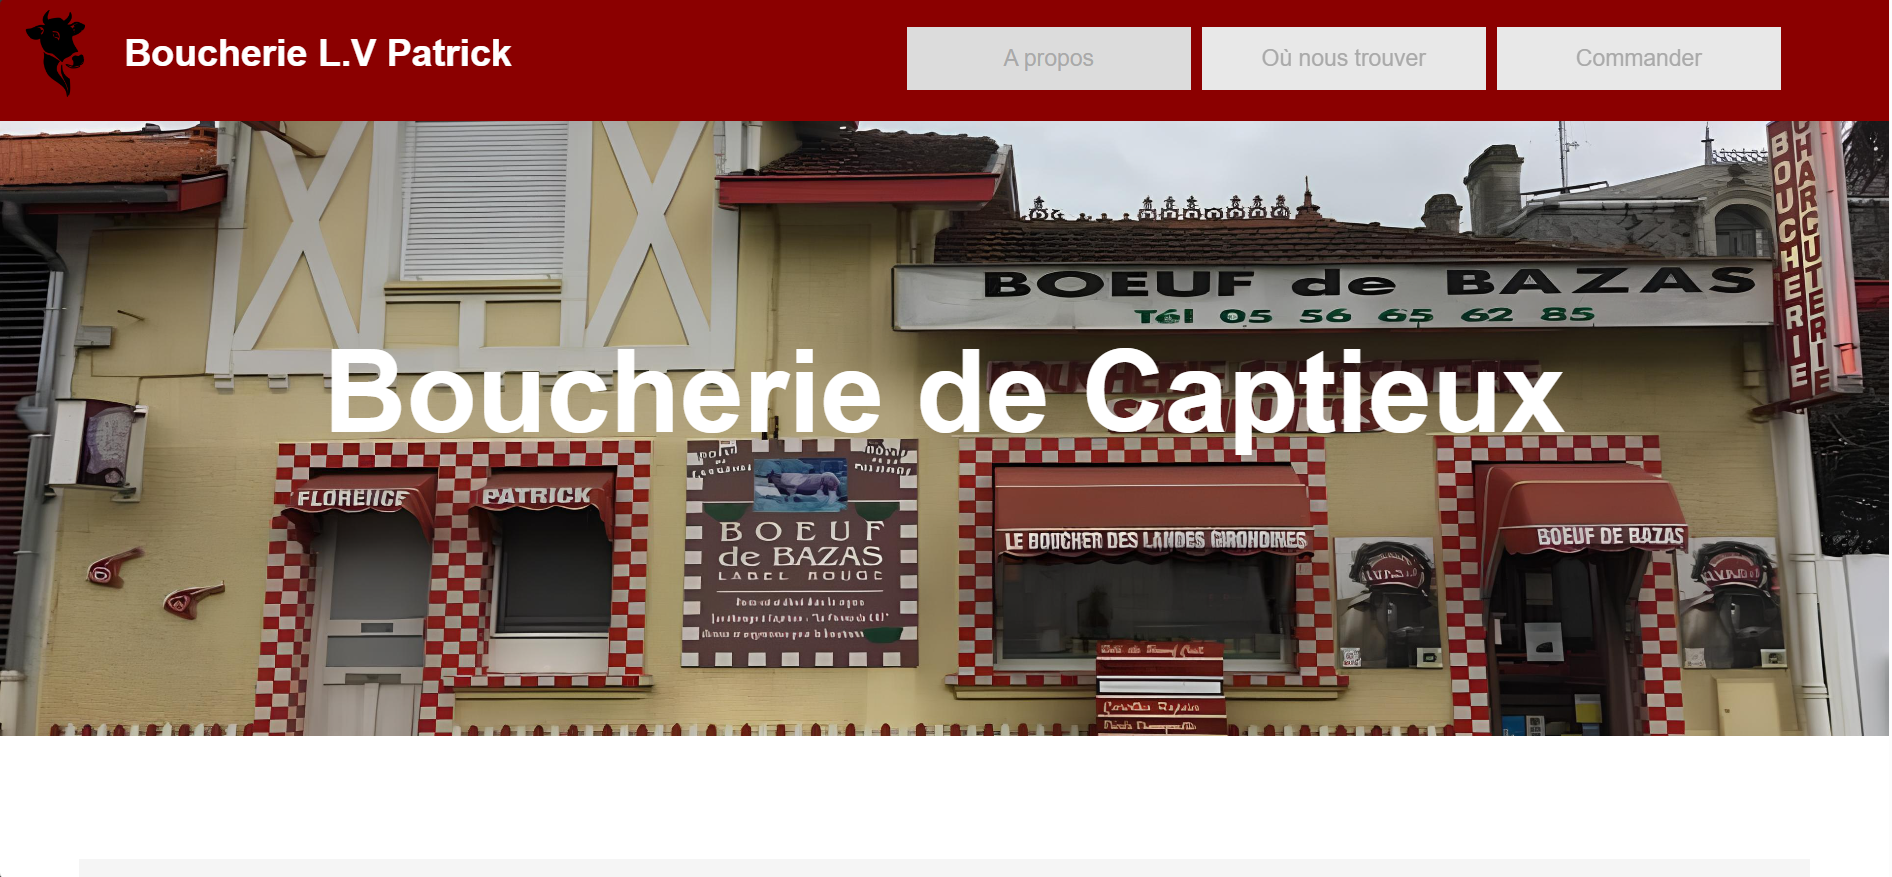 Boucherie L.V Patrick
A propos
Où nous trouver
Commander
BOUCHERIE
CHARCUTERIE
BOEUF de BAZAS
Tél 05 56 65 62 85
Boucherie de Captieux
FLORENCE
PATRICK
BOEUF
de BAZAS
LABEL ROUGE
LE BOUCHER DES LANDES GIRONDINES
BOEUF DE BAZAS